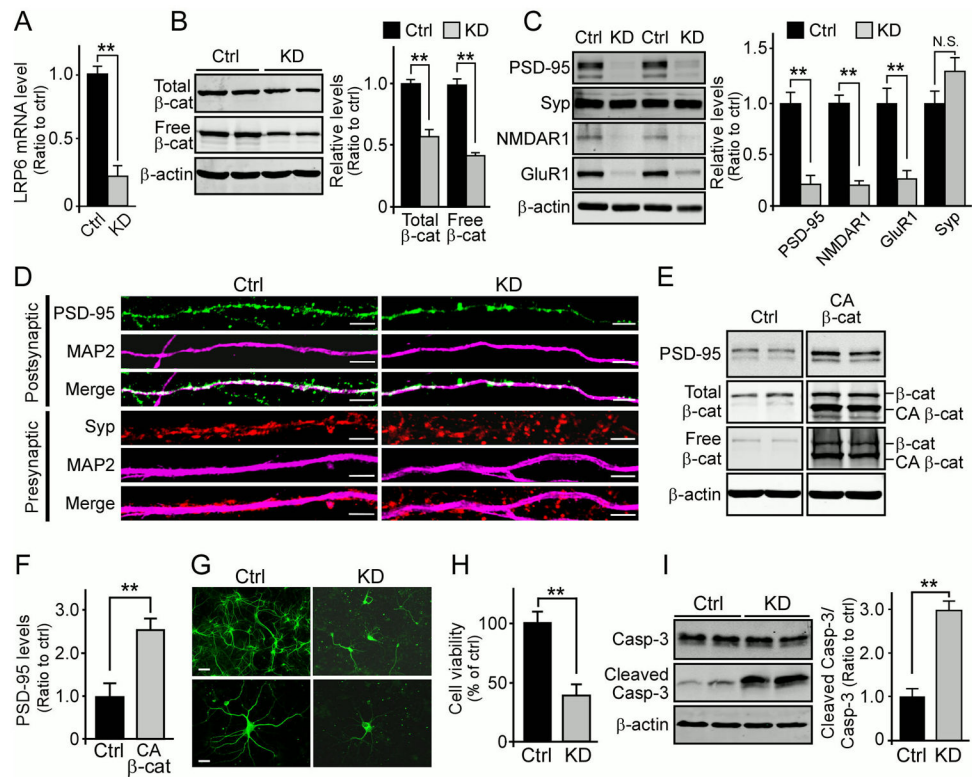 A
LRP6 mRNA level
(Ratio to ctrl)
1.0
0.5
0
**
Ctrl
KD
B
Ctrl
KD
Total
β-cat
Free
β-cat
β-actin
Relative levels
(Ratio to ctrl)
1.0
0.5
0
**
**
Total
β-cat
Free
β-cat
C
Ctrl KD Ctrl KD
PSD-95
Syp
NMDAR1
GluR1
β-actin
Ctrl
KD
Relative levels
(Ratio to ctrl)
1.5
1.0
0.5
0
**
**
**
N.S.
PSD-95
NMDAR1
GluR1
Syp
D
Ctrl
KD
Postsynaptic
PSD-95
MAP2
Merge
Presynaptic
Syp
MAP2
Merge
E
Ctrl
CA
β-cat
PSD-95
Total
β-cat
β-cat
CA β-cat
Free
β-cat
β-cat
CA β-cat
β-actin
F
PSD-95 levels
(Ratio to ctrl)
3.0
2.0
1.0
0
**
Ctrl
CA
β-cat
G
Ctrl
KD
H
Cell viability
(% of ctrl)
100
50
0
**
Ctrl
KD
I
Ctrl
KD
Casp-3
Cleaved
Casp-3
β-actin
Cleaved Casp-3/
Casp-3 (Ratio to ctrl)
3.0
2.0
1.0
0
**
Ctrl
KD